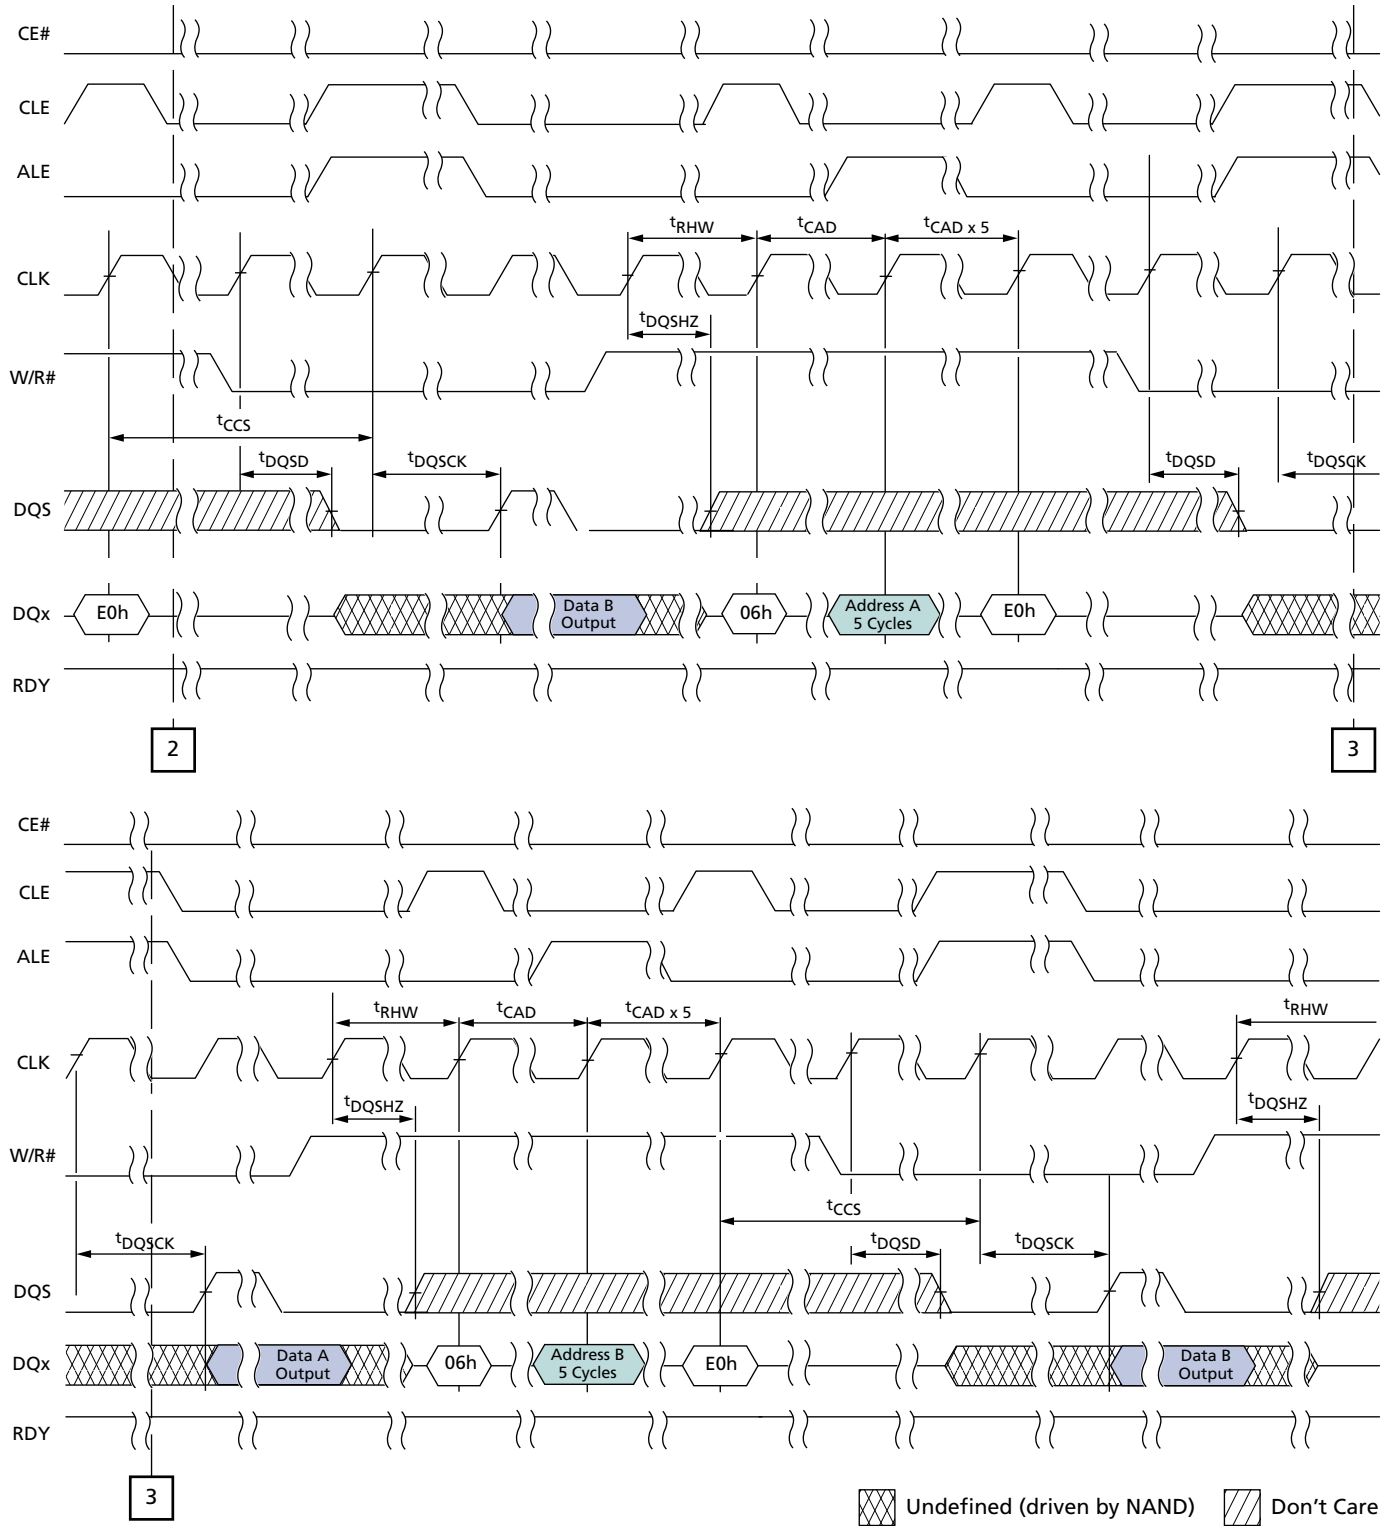 CE#
CLE
ALE
tRHW tCAD tCAD x 5
CLK
tDQSHZ
W/R#
tCCS
tDQSD tDQSCK tDQSD tDQSCK
DQS
DQx E0h Data B Output 06h Address A 5 Cycles E0h
RDY
2 3
CE#
CLE
ALE
tRHW tCAD tCAD x 5 tRHW
CLK
tDQSHZ tDQSHZ
W/R#
tCCS
tDQSCK tDQSD tDQSCK
DQS
DQx Data A Output 06h Address B 5 Cycles E0h Data B Output
RDY
3
Undefined (driven by NAND) Don't Care